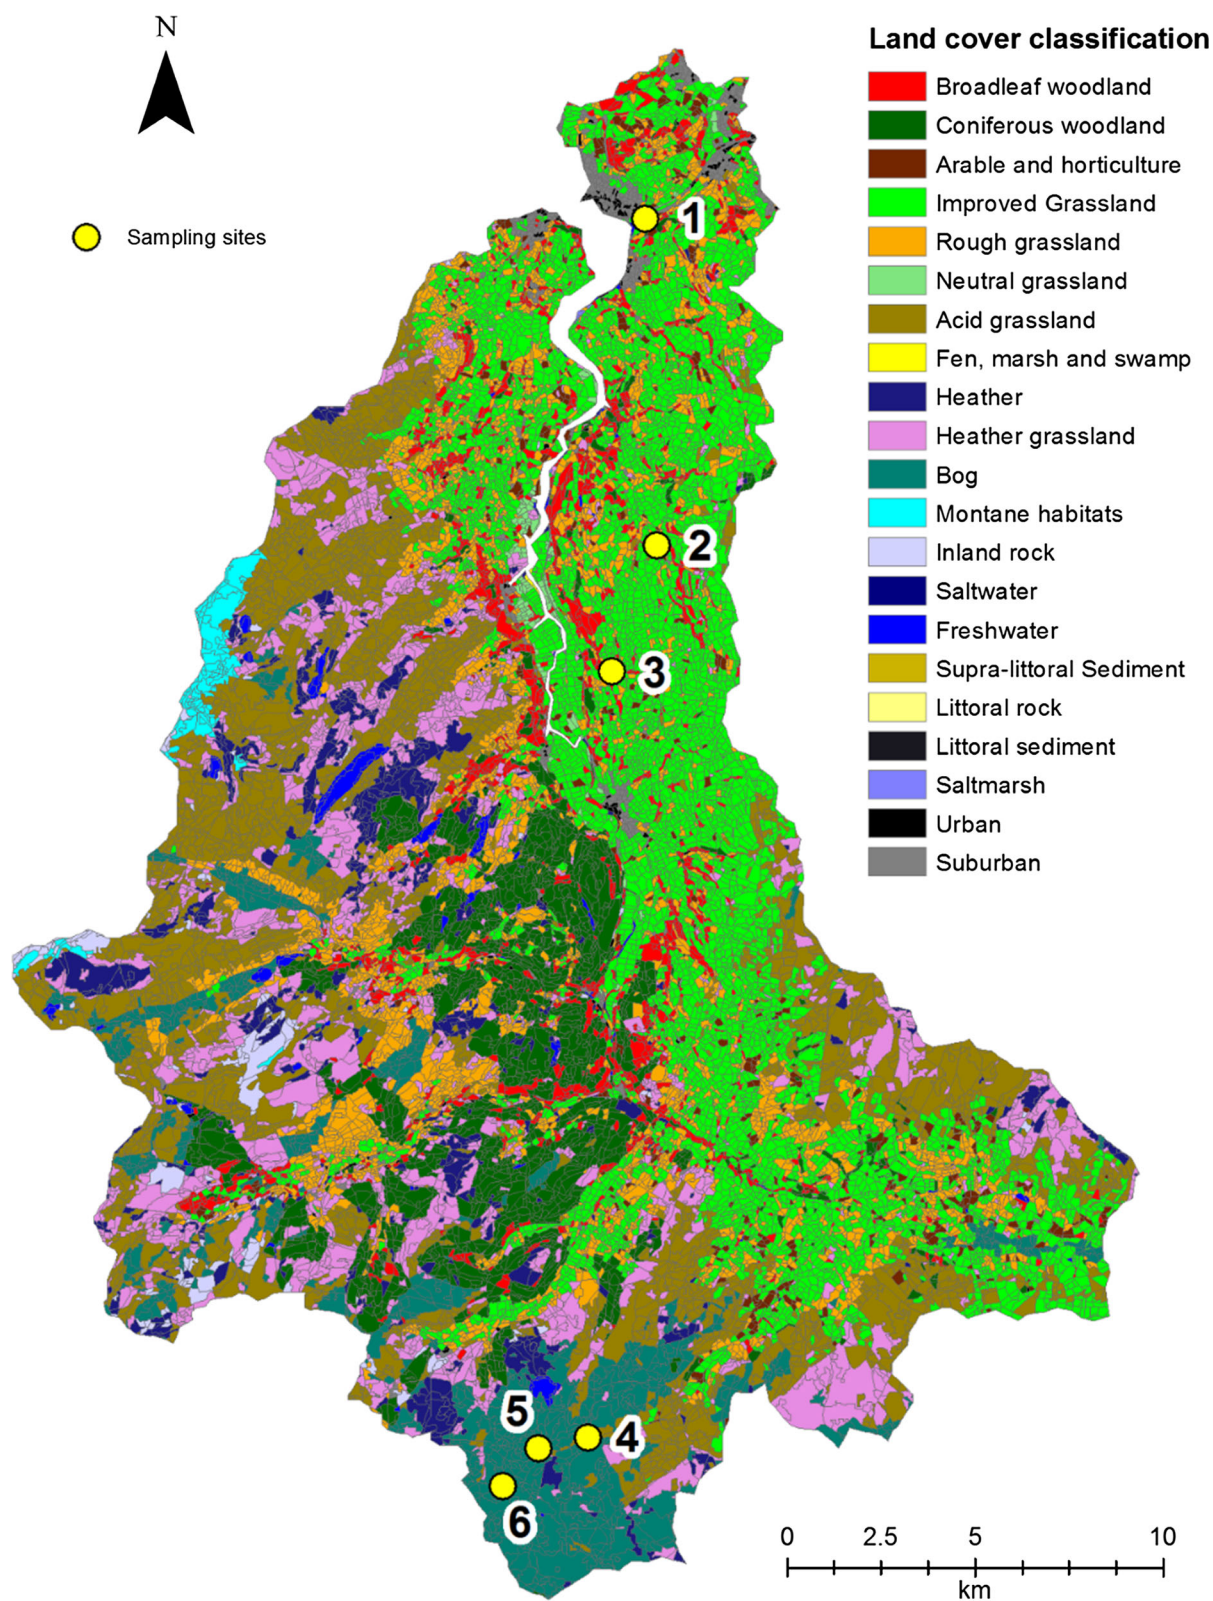 N
Sampling sites
Land cover classification
Broadleaf woodland
Coniferous woodland
Arable and horticulture
Improved Grassland
Rough grassland
Neutral grassland
Acid grassland
Fen, marsh and swamp
Heather
Heather grassland
Bog
Montane habitats
Inland rock
Saltwater
Freshwater
Supra-littoral Sediment
Littoral rock
Littoral sediment
Saltmarsh
Urban
Suburban
1
2
3
5
4
6
0 2.5 5 10
km